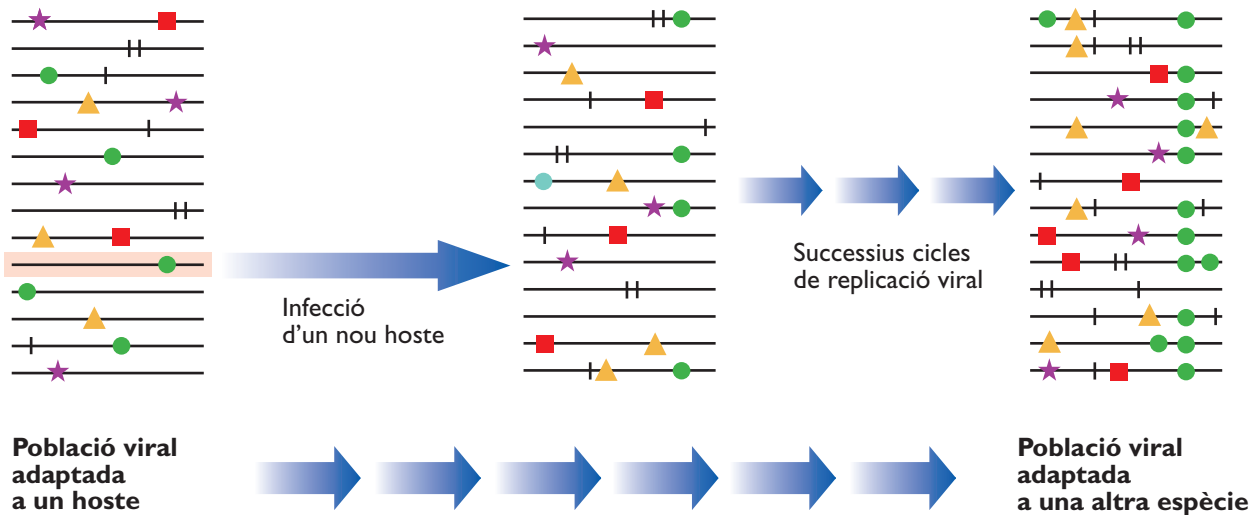 Infecció
d’un nou hoste
Successius cicles
de replicació viral
Població viral
adaptada
a un hoste
Població viral
adaptada
a una altra espècie